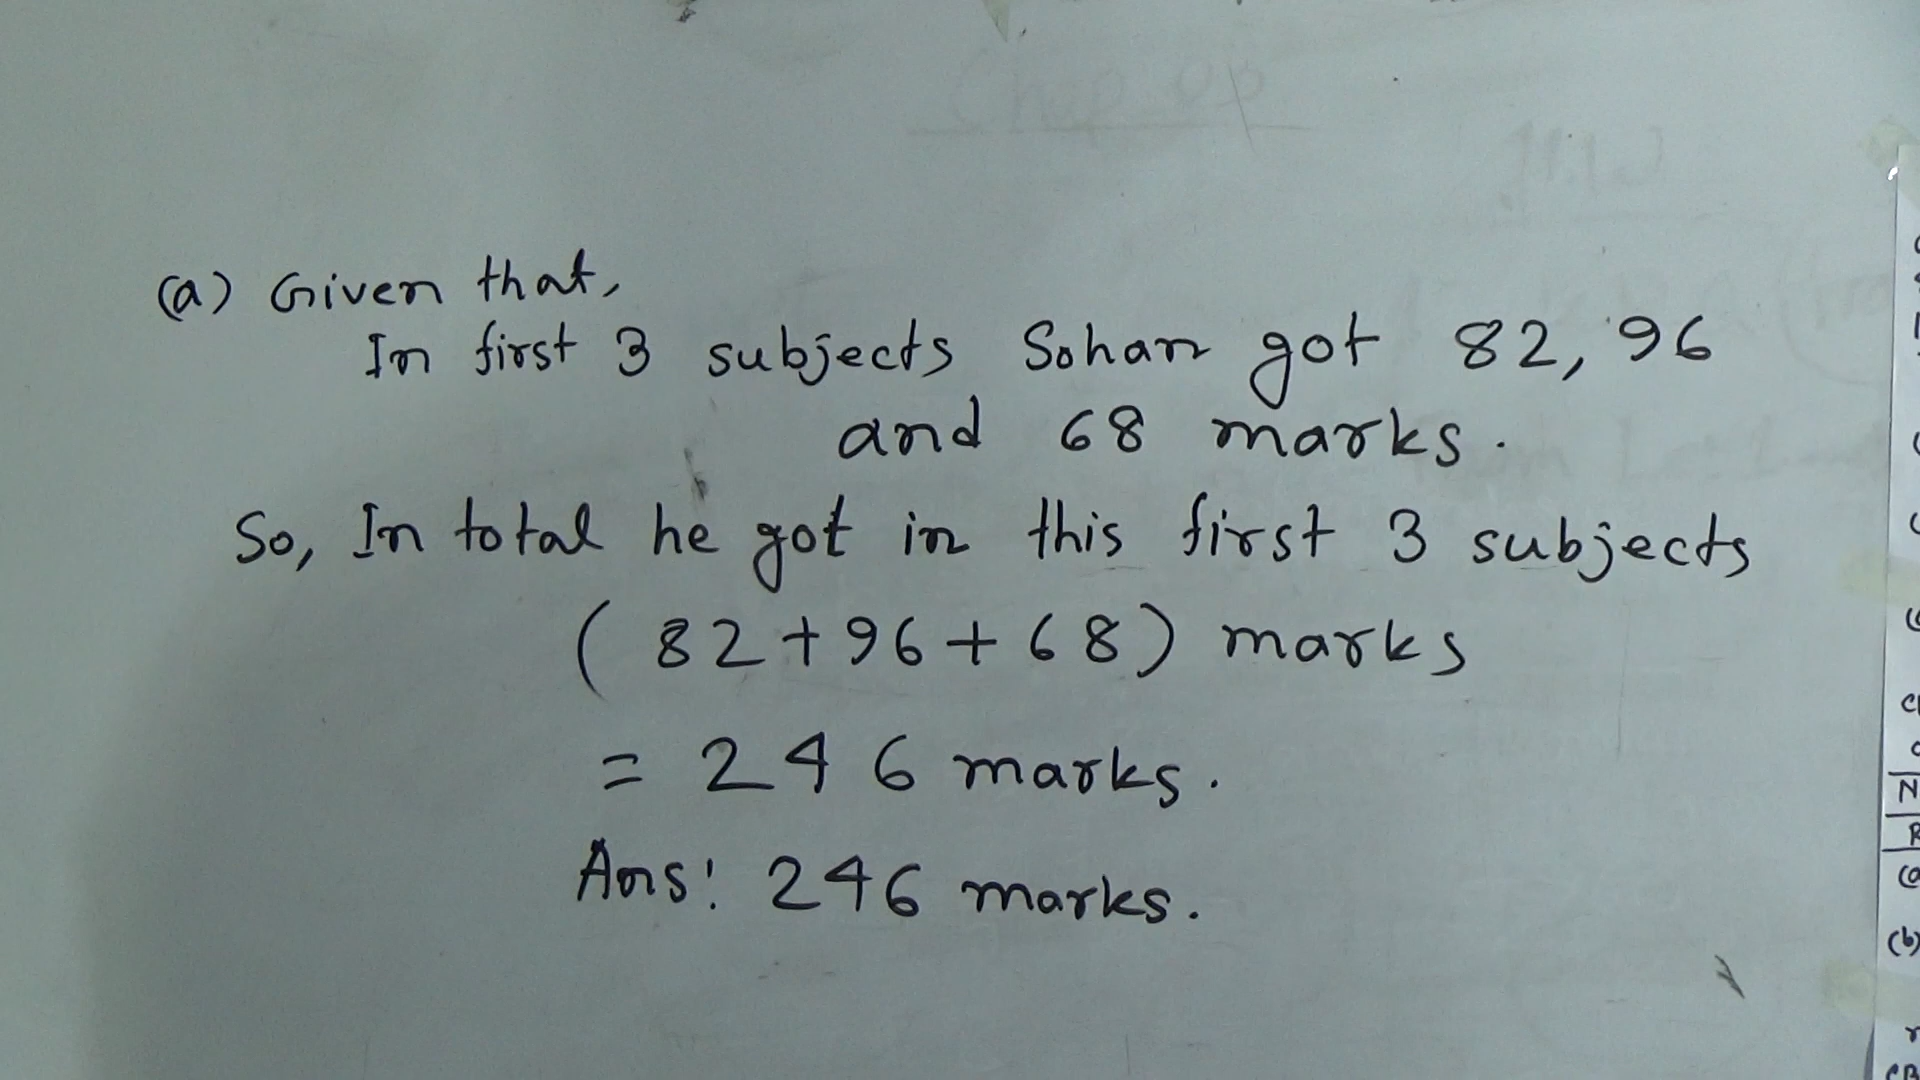 (a) Given that,
In first 3 subjects Sohan got 82, 96
and 68 marks.
So, In total he got in this first 3 subjects
( 82+96+68) marks
= 246 marks.
Ans: 246 marks.
(b)